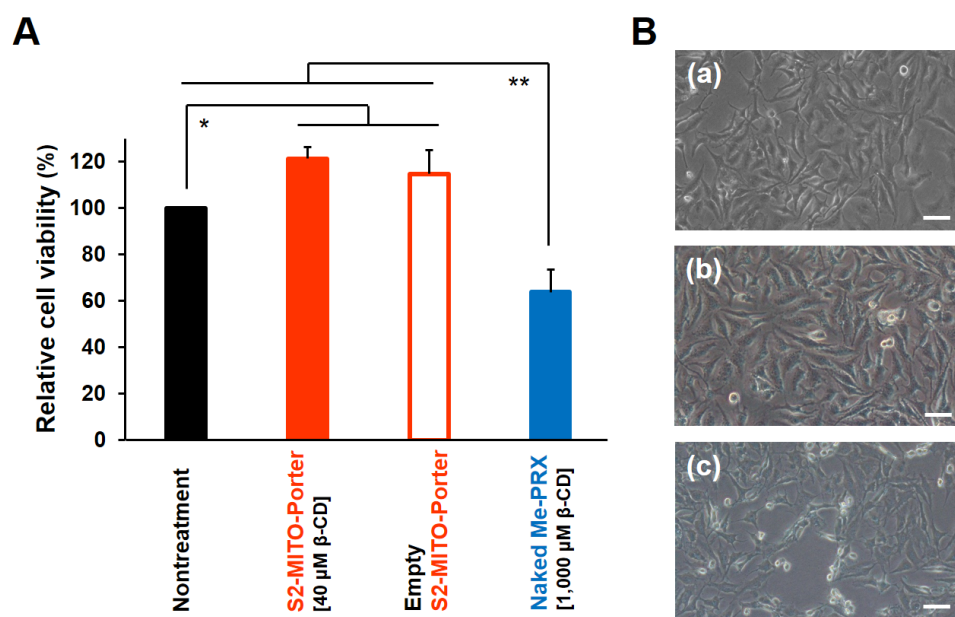 A
B
**
*
Relative cell viability (%)
120
100
80
60
40
20
0
Nontreatment
S2-MITO-Porter
[40 µM β-CD]
Empty
S2-MITO-Porter
Naked Me-PRX
[1,000 µM β-CD]
(a)
(b)
(c)